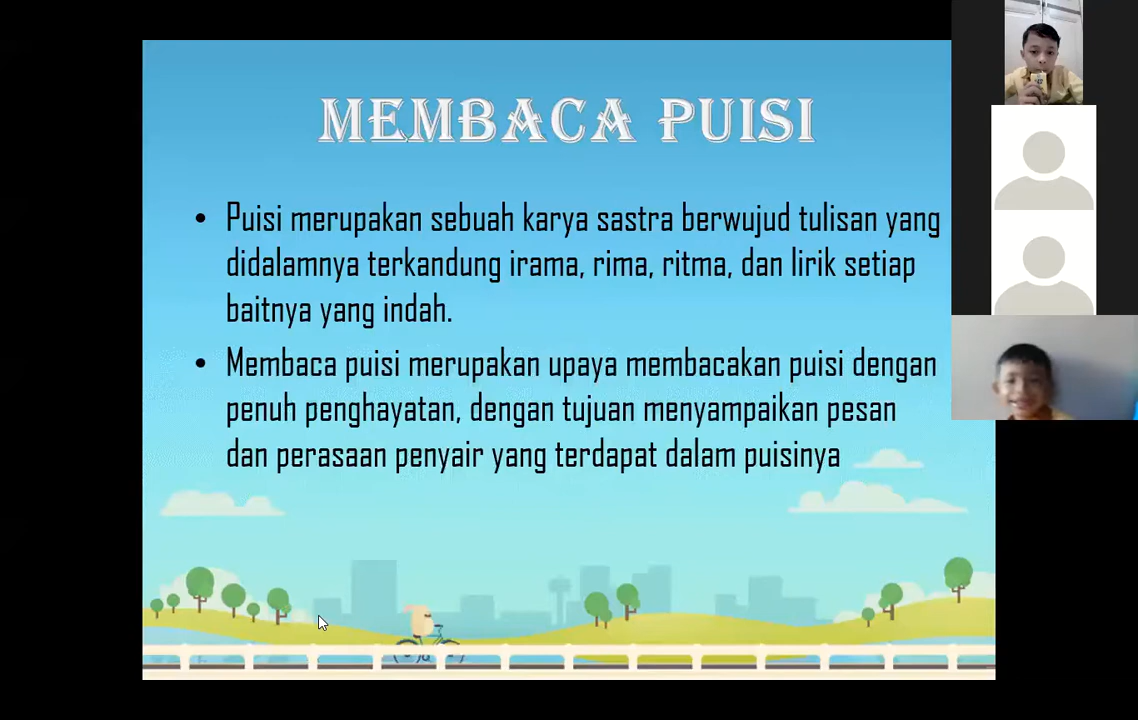 MEMBACA PUISI
• Puisi merupakan sebuah karya sastra berwujud tulisan yang
didalamnya terkandung irama, rima, ritma, dan lirik setiap
baitnya yang indah.
• Membaca puisi merupakan upaya membacakan puisi dengan
penuh penghayatan, dengan tujuan menyampaikan pesan
dan perasaan penyair yang terdapat dalam puisinya